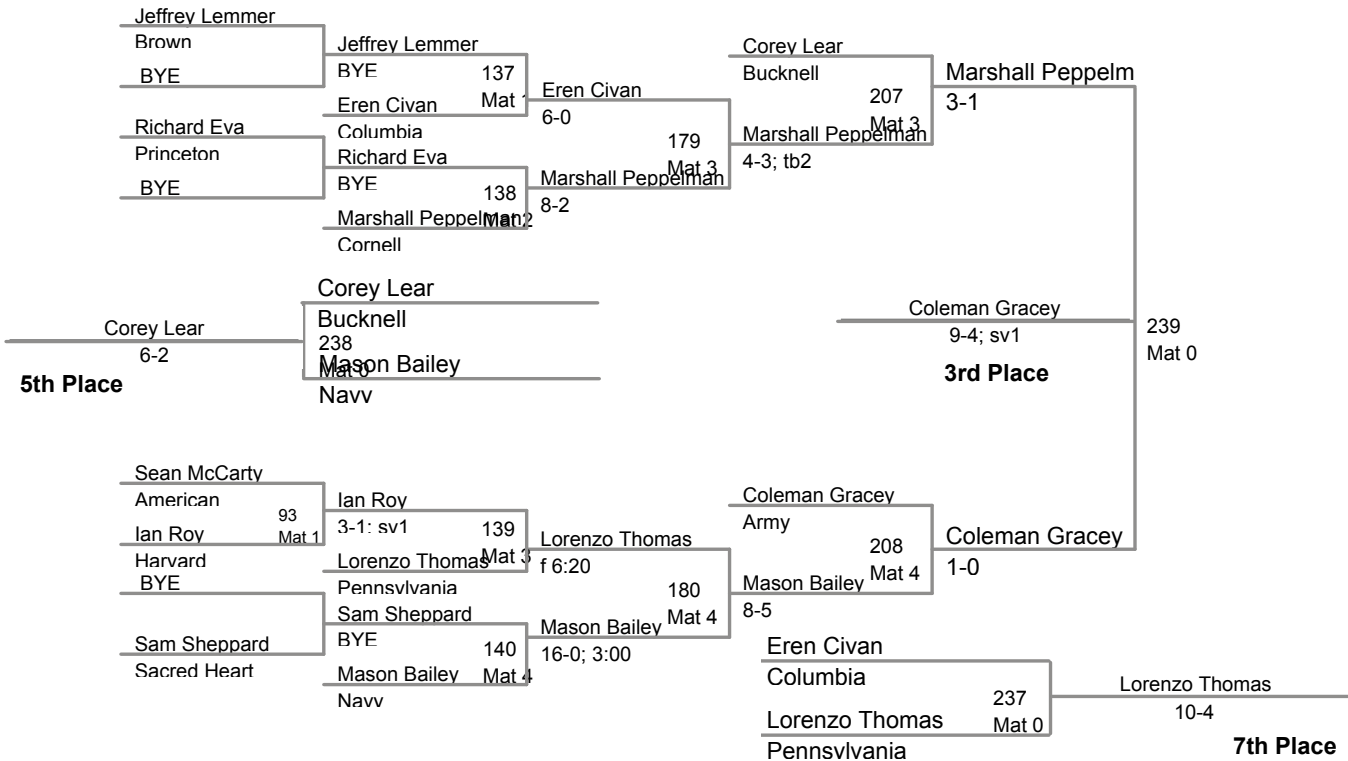 Jeffrey Lemmer
Brown
BYE
Jeffrey Lemmer
BYE
137
Mat 1
Eren Civan
Columbia
Eren Civan
6-0
Richard Eva
Princeton
BYE
Richard Eva
BYE
138
Mat 2
Marshall Peppelman
Cornell
Marshall Peppelman
8-2
179
Mat 3
Corey Lear
Bucknell
207
Mat 3
Marshall Peppelman
4-3; tb2
Marshall Peppelm
3-1
Corey Lear
Bucknell
238
Mat 0
Mason Bailey
Navy
Corey Lear
6-2
5th Place
Coleman Gracey
9-4; sv1
3rd Place
239
Mat 0
Sean McCarty
American
93
Mat 1
Ian Roy
Harvard
Ian Roy
3-1; sv1
139
Mat 3
Lorenzo Thomas
Pennsylvania
Lorenzo Thomas
f 6:20
BYE
Sam Sheppard
Sacred Heart
Sam Sheppard
BYE
140
Mat 4
Mason Bailey
Navy
Mason Bailey
16-0; 3:00
180
Mat 4
Coleman Gracey
Army
208
Mat 4
Mason Bailey
8-5
Coleman Gracey
1-0
Eren Civan
Columbia
237
Mat 0
Lorenzo Thomas
Pennsylvania
Lorenzo Thomas
10-4
7th Place